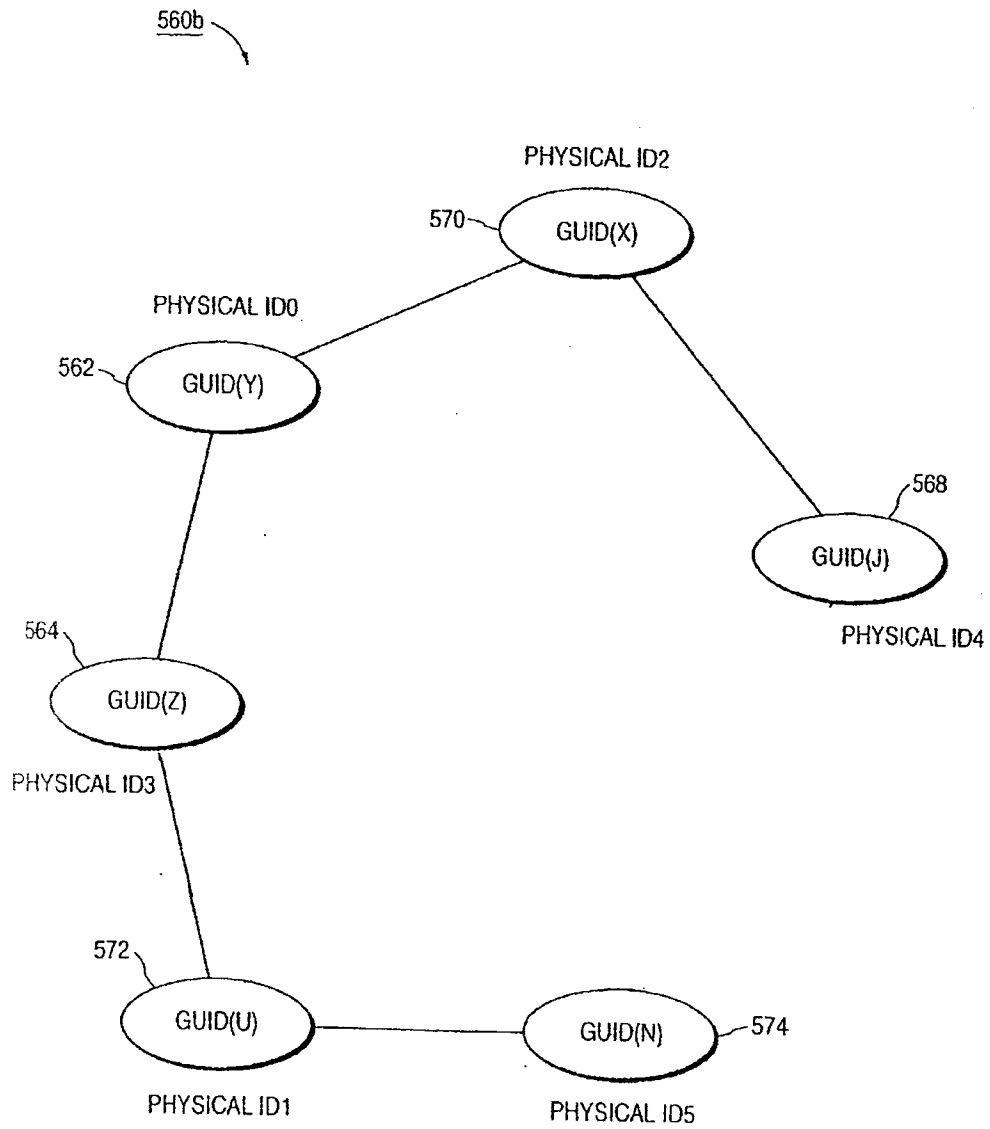 560b
PHYSICAL ID2
570
GUID(X)
PHYSICAL ID0
562
GUID(Y)
568
GUID(J)
PHYSICAL ID4
564
GUID(Z)
PHYSICAL ID3
572
GUID(U)
GUID(N)
574
PHYSICAL ID1
PHYSICAL ID5